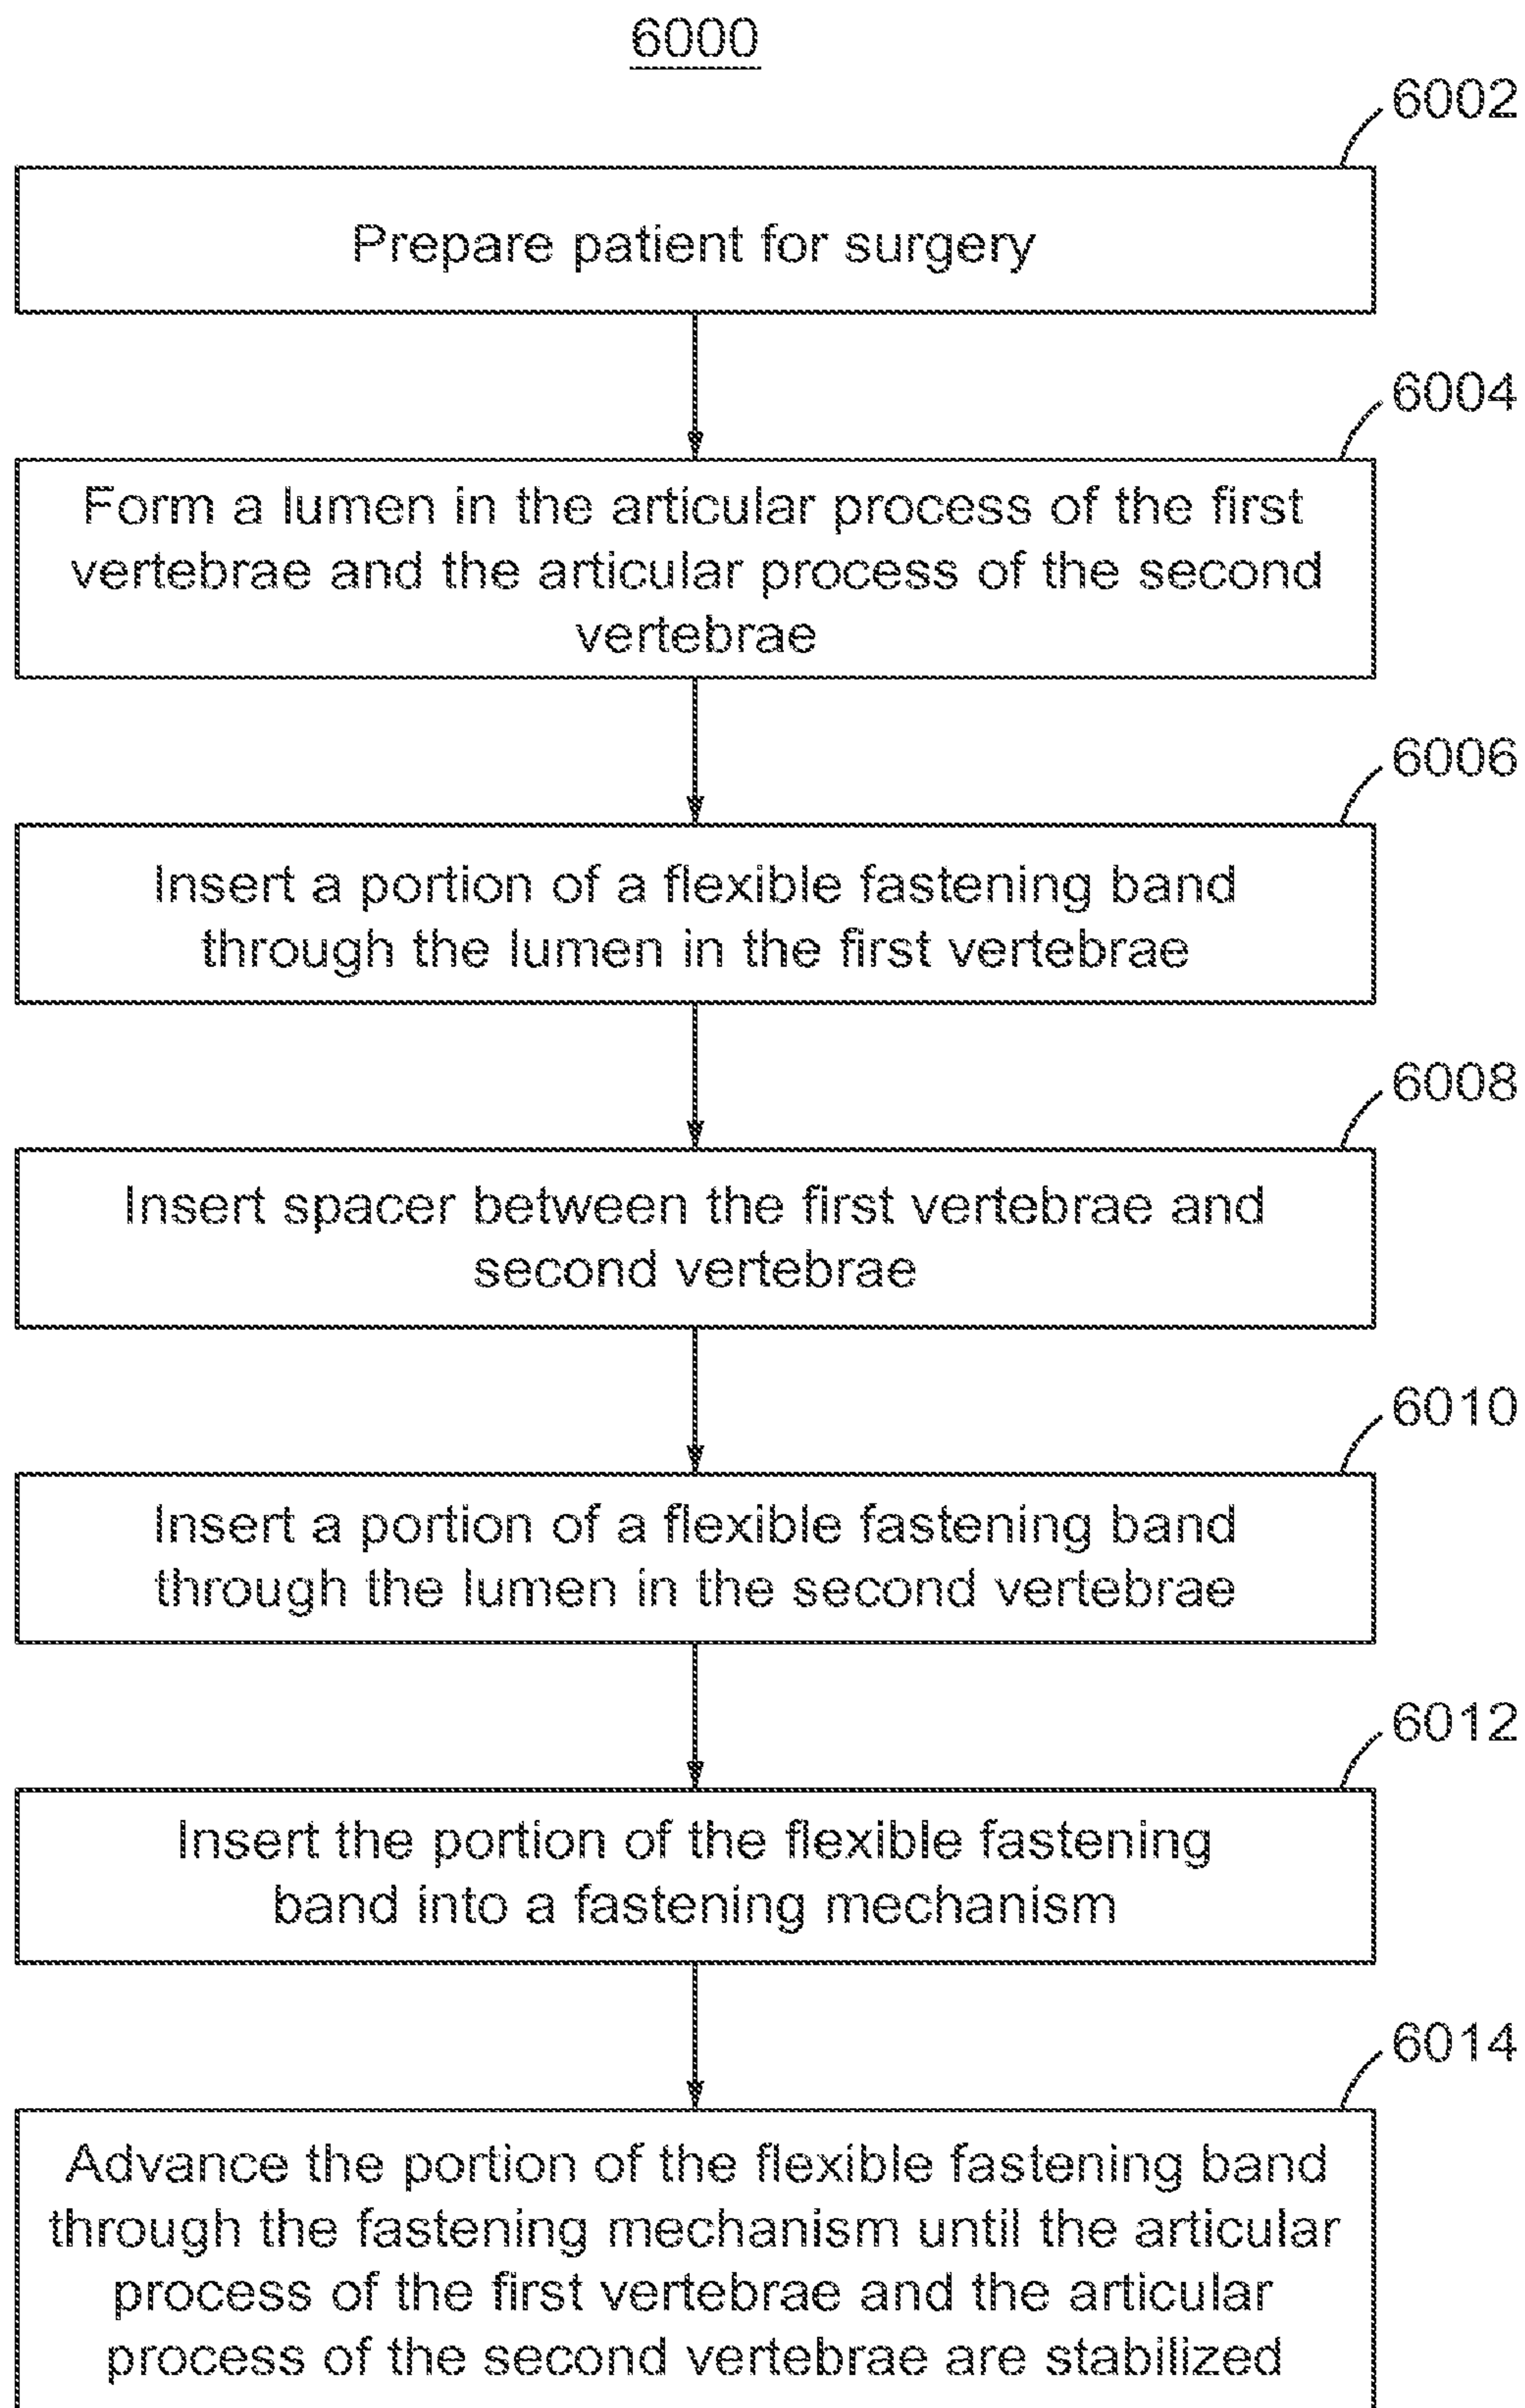 6000
6002
Prepare patient for surgery
6004
Form a lumen in the articular process of the first
vertebrae and the articular process of the second
vertebrae
6006
Insert a portion of a flexible fastening band
through the lumen in the first vertebrae
6008
Insert spacer between the first vertebrae and
second vertebrae
6010
Insert a portion of a flexible fastening band
through the lumen in the second vertebrae
6012
Insert the portion of the flexible fastening
band into a fastening mechanism
6014
Advance the portion of the flexible fastening band
through the fastening mechanism until the articular
process of the first vertebrae and the articular
process of the second vertebrae are stabilized